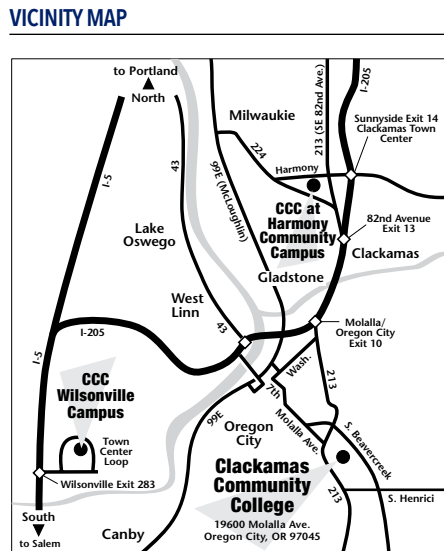 VICINITY MAP
to Portland
North
I-205
213 (SE 82nd Ave.)
Milwaukie
Sunnyside Exit 14
Clackamas Town
Center
224
Harmony
43
99E (McLoughlin)
I-5
CCC at
Harmony
Community
Campus
82nd Avenue
Exit 13
Lake
Oswego
Clackamas
Gladstone
West
Linn
43
Molalla/
Oregon City
Exit 10
I-205
I-5
Wash.
213
7th
CCC
Wilsonville
Campus
99E
Molalla Ave.
S. Beavercreek
Oregon
City
Town
Center
Loop
Clackamas
Community
College
Wilsonville Exit 283
213
S. Henrici
South
to Salem
Canby
19600 Molalla Ave.
Oregon City, OR 97045